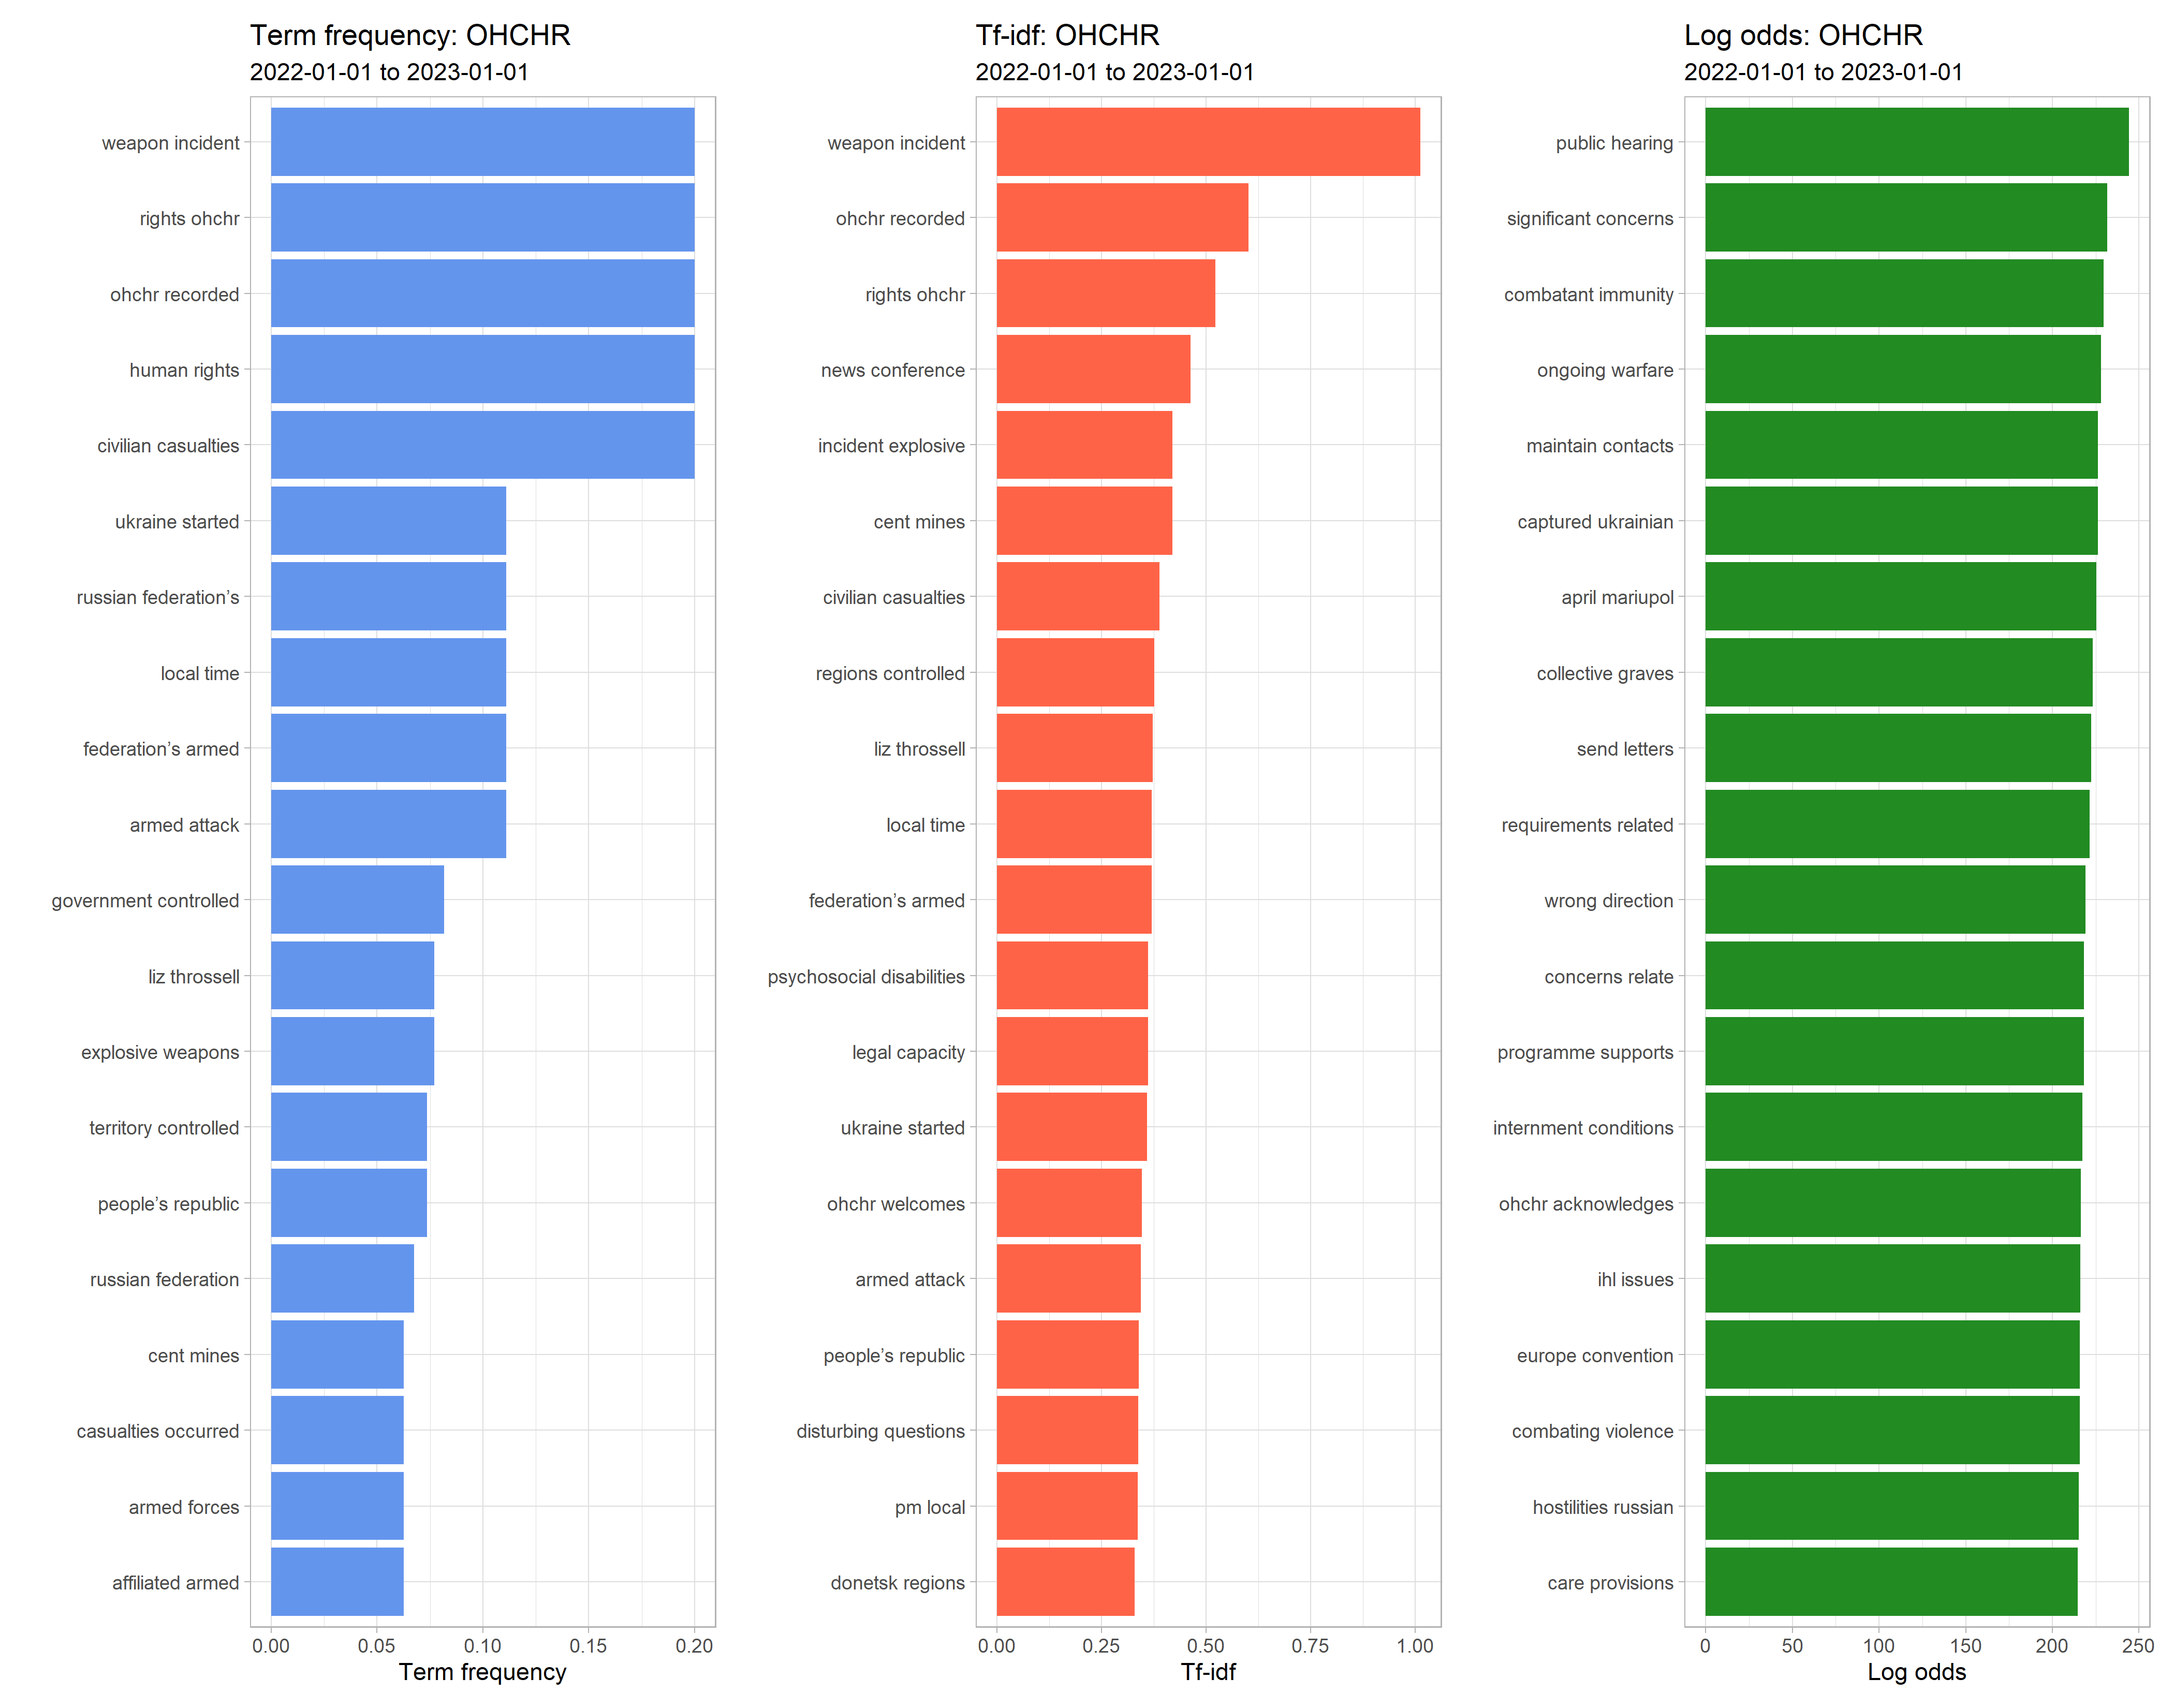 Term frequency: OHCHR
2022-01-01 to 2023-01-01
weapon incident
rights ohchr
ohchr recorded
human rights
civilian casualties
ukraine started
russian federation’s
local time
federation’s armed
armed attack
government controlled
liz throssell
explosive weapons
territory controlled
people’s republic
russian federation
cent mines
casualties occurred
armed forces
affiliated armed
0.00 0.05 0.10 0.15 0.20
Term frequency
Tf-idf: OHCHR
2022-01-01 to 2023-01-01
weapon incident
ohchr recorded
rights ohchr
news conference
incident explosive
cent mines
civilian casualties
regions controlled
liz throssell
local time
federation’s armed
psychosocial disabilities
legal capacity
ukraine started
ohchr welcomes
armed attack
people’s republic
disturbing questions
pm local
donetsk regions
0.00 0.25 0.50 0.75 1.00
Tf-idf
Log odds: OHCHR
2022-01-01 to 2023-01-01
public hearing
significant concerns
combatant immunity
ongoing warfare
maintain contacts
captured ukrainian
april mariupol
collective graves
send letters
requirements related
wrong direction
concerns relate
programme supports
internment conditions
ohchr acknowledges
ihl issues
europe convention
combating violence
hostilities russian
care provisions
0 50 100 150 200 250
Log odds